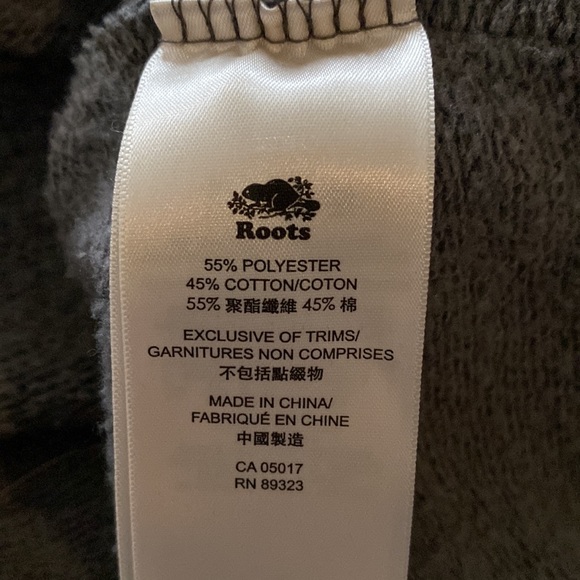 Roots
55% POLYESTER
45% COTTON/COTON
55% 聚酯纖維 45% 棉
EXCLUSIVE OF TRIMS/
GARNITURES NON COMPRISES
不包括點綴物
MADE IN CHINA/
FABRIQUÉ EN CHINE
中國製造
CA 05017
RN 89323